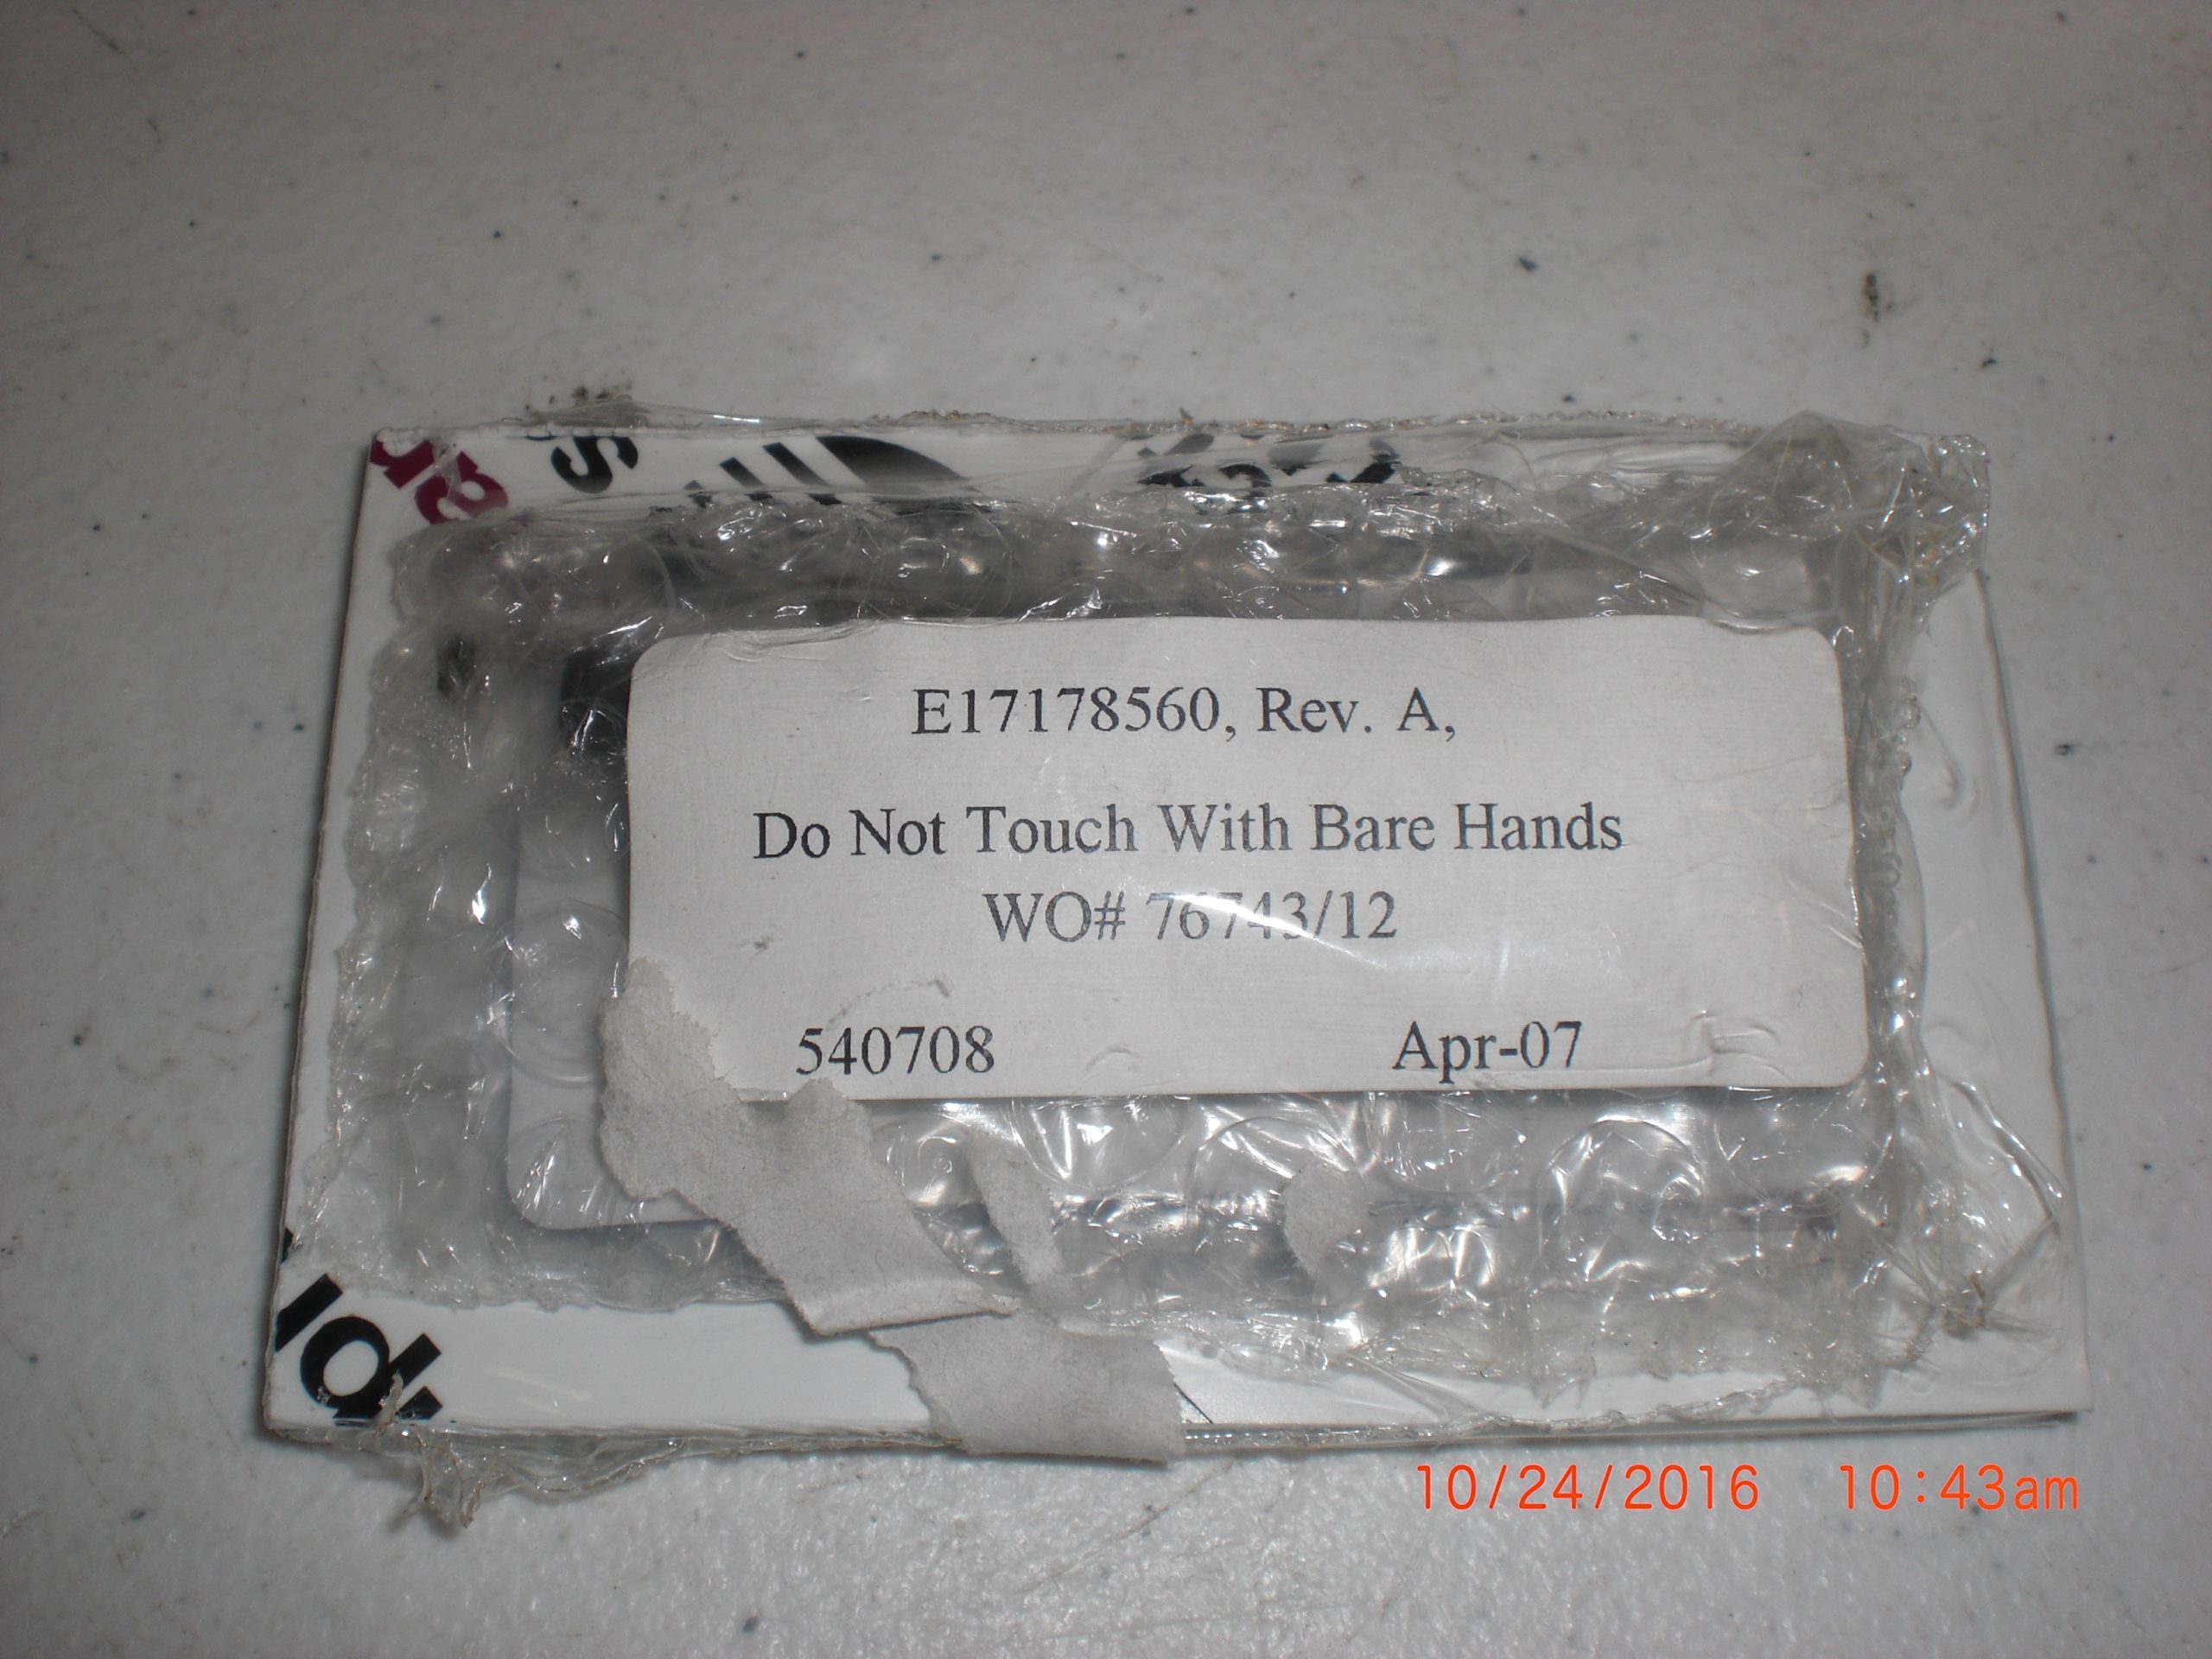 E17178560, Rev. A,
Do Not Touch With Bare Hands
WO# 76743/12
540708 Apr-07
10/24/2016 10:43am